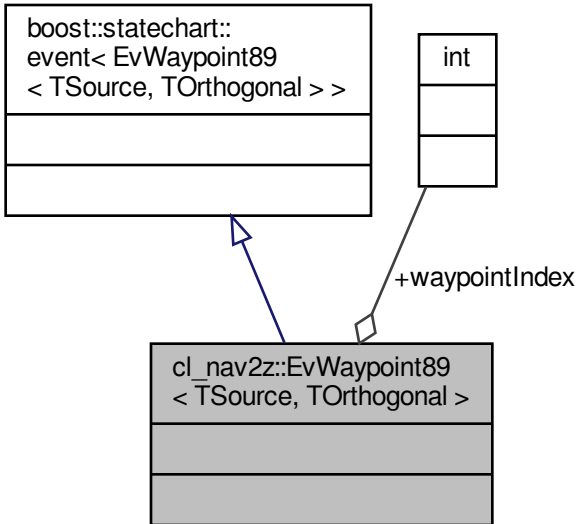 boost::statechart::
event< EvWaypoint89
< TSource, TOrthogonal > >
int
+waypointIndex
cl_nav2z::EvWaypoint89
< TSource, TOrthogonal >